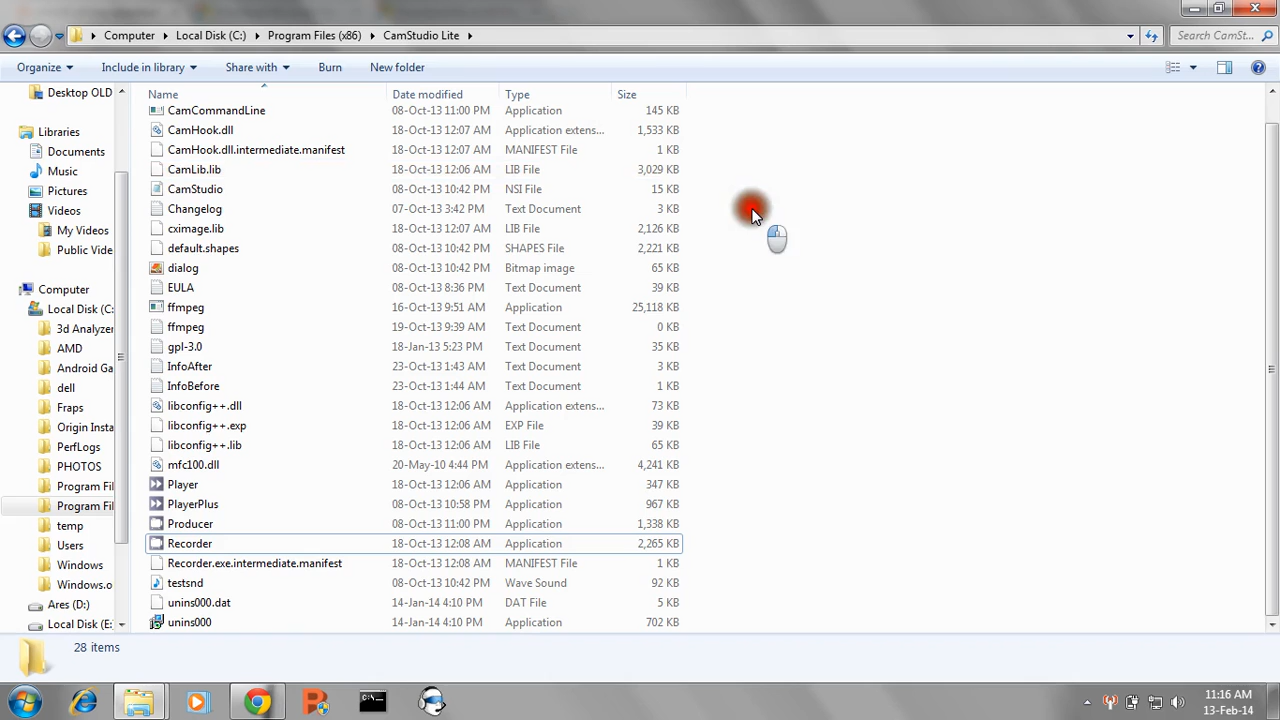 Computer Local Disk (C:) Program Files (x86) CamStudio Lite Search CamSt...
Organize Include in library Share with Burn New folder
Name Date modified Type Size
Desktop OLD
Libraries
Documents
Music
Pictures
Videos
My Videos
Public Vide
Computer
Local Disk (C:
3d Analyzer
AMD
Android Ga
dell
Fraps
Origin Insta
PerfLogs
PHOTOS
Program Fil
Program Fil
temp
Users
Windows
Windows.o
Ares (D:)
Local Disk (E:
CamCommandLine 08-Oct-13 11:00 PM Application 145 KB
CamHook.dll 18-Oct-13 12:07 AM Application extens... 1,533 KB
CamHook.dll.intermediate.manifest 18-Oct-13 12:07 AM MANIFEST File 1 KB
CamLib.lib 18-Oct-13 12:06 AM LIB File 3,029 KB
CamStudio 08-Oct-13 10:42 PM NSI File 15 KB
Changelog 07-Oct-13 3:42 PM Text Document 3 KB
cximage.lib 18-Oct-13 12:07 AM LIB File 2,126 KB
default.shapes 08-Oct-13 10:42 PM SHAPES File 2,221 KB
dialog 08-Oct-13 10:42 PM Bitmap image 65 KB
EULA 08-Oct-13 8:36 PM Text Document 39 KB
ffmpeg 16-Oct-13 9:51 AM Application 25,118 KB
ffmpeg 19-Oct-13 9:39 AM Text Document 0 KB
gpl-3.0 18-Jan-13 5:23 PM Text Document 35 KB
InfoAfter 23-Oct-13 1:43 AM Text Document 3 KB
InfoBefore 23-Oct-13 1:44 AM Text Document 1 KB
libconfig++.dll 18-Oct-13 12:06 AM Application extens... 73 KB
libconfig++.exp 18-Oct-13 12:06 AM EXP File 43 KB
libconfig++.lib 18-Oct-13 12:06 AM LIB File 65 KB
mfc100.dll 20-May-10 4:44 PM Application extens... 4,241 KB
Player 18-Oct-13 12:06 AM Application 347 KB
PlayerPlus 08-Oct-13 10:58 PM Application 967 KB
Producer 08-Oct-13 11:00 PM Application 1,338 KB
Recorder 18-Oct-13 12:08 AM Application 2,265 KB
Recorder.exe.intermediate.manifest 18-Oct-13 12:08 AM MANIFEST File 1 KB
testsnd 08-Oct-13 10:42 PM Wave Sound 92 KB
unins000.dat 14-Jan-14 4:10 PM DAT File 5 KB
unins000 14-Jan-14 4:10 PM Application 702 KB
28 items
11:16 AM
13-Feb-14